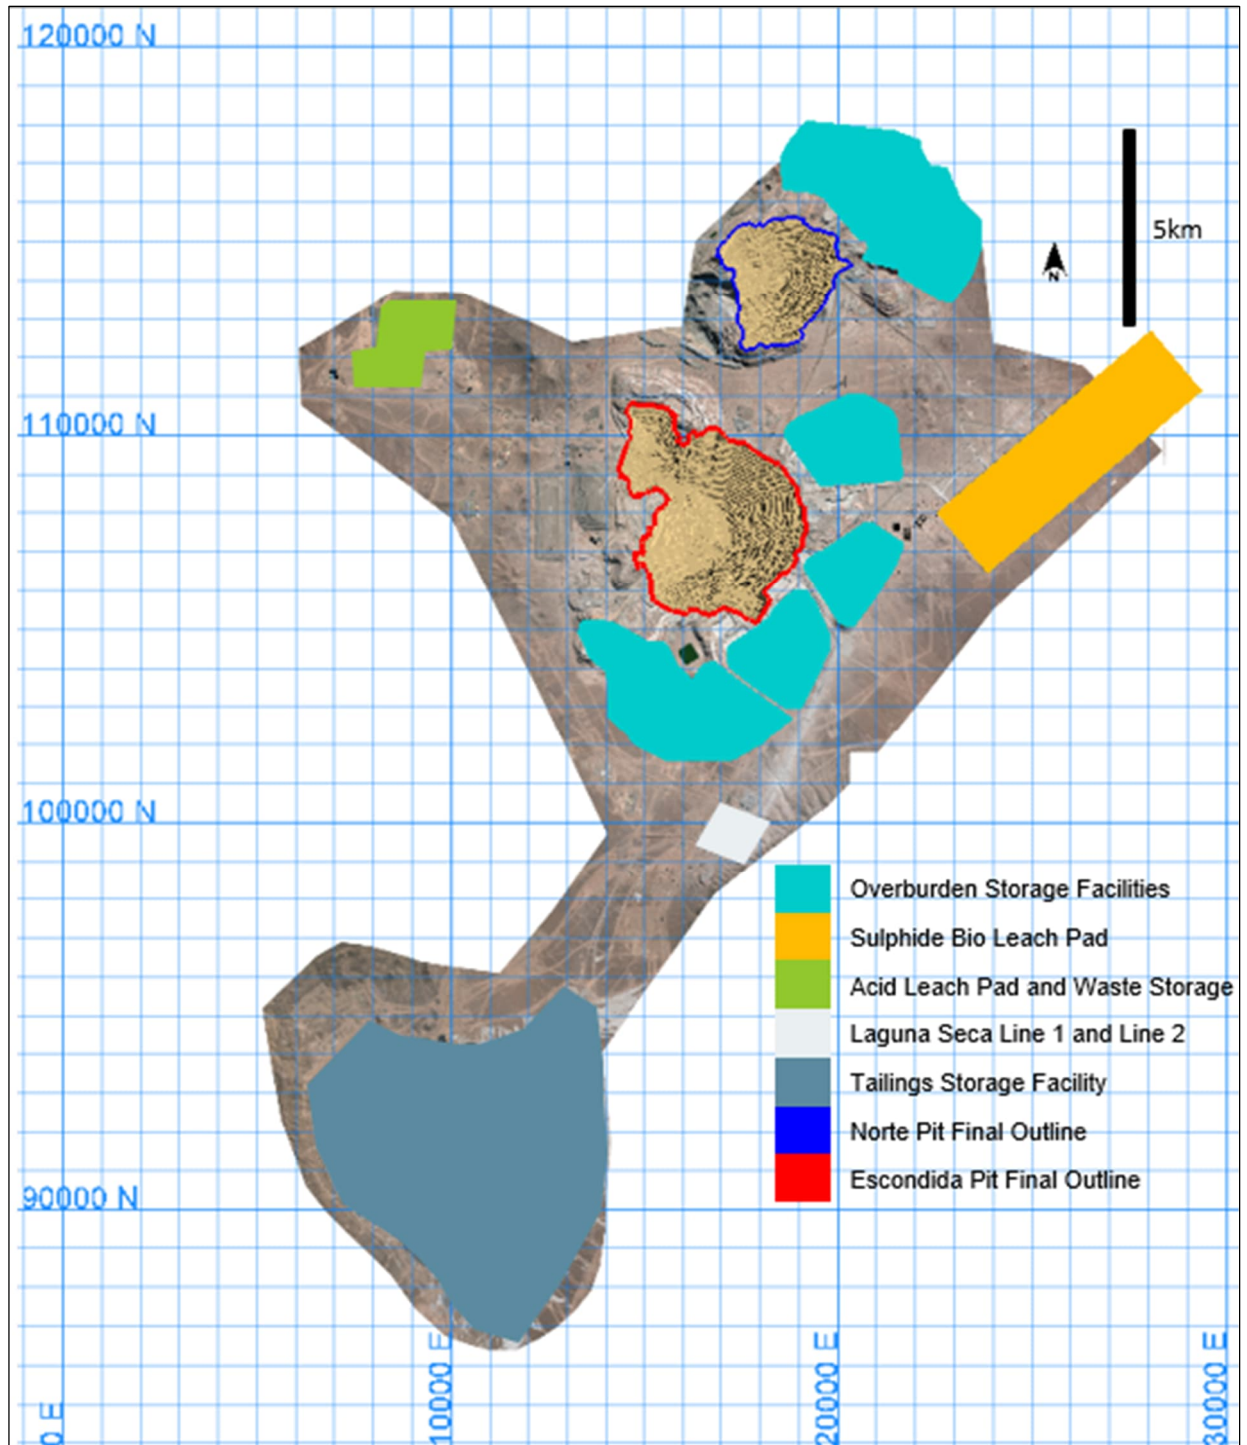 120000 N
5km
N
110000 N
100000 N
Overburden Storage Facilities
Sulphide Bio Leach Pad
Acid Leach Pad and Waste Storage
Laguna Seca Line 1 and Line 2
Tailings Storage Facility
Norte Pit Final Outline
Escondida Pit Final Outline
90000 N
0 E
10000 E
20000 E
30000 E